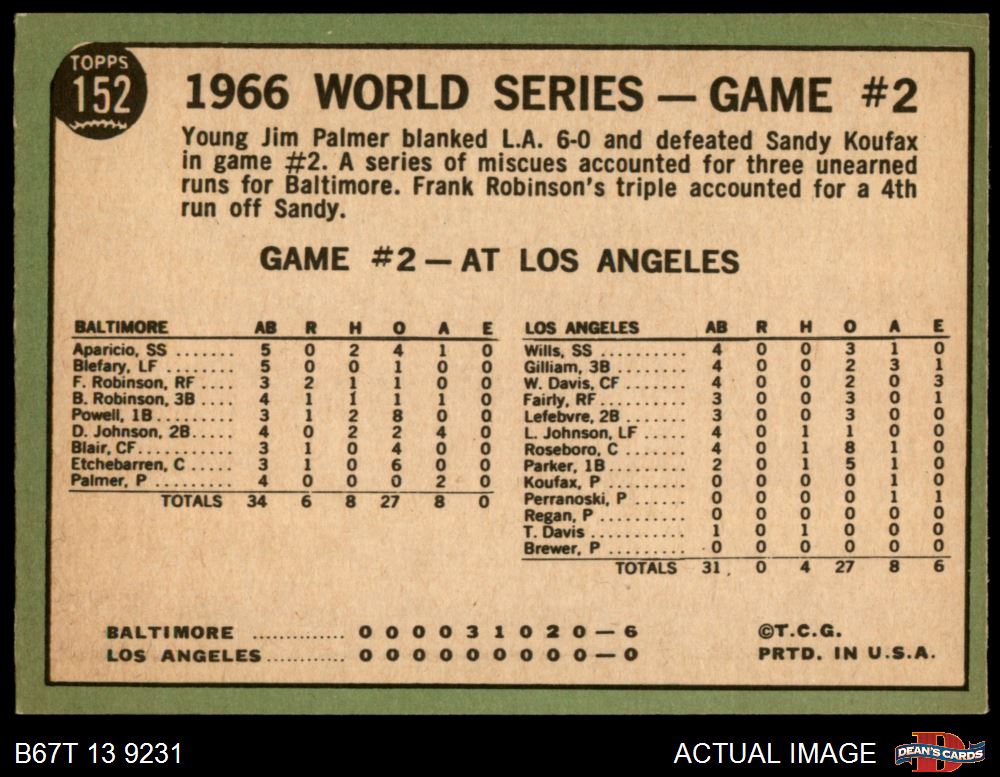 TOPPS
152
1966 WORLD SERIES — GAME #2
Young Jim Palmer blanked L.A. 6-0 and defeated Sandy Koufax
in game #2. A series of miscues accounted for three unearned
runs for Baltimore. Frank Robinson's triple accounted for a 4th
run off Sandy.
GAME #2 — AT LOS ANGELES
BALTIMORE AB R H O A E
Aparicio, SS ....... 5 0 2 4 1 0
Blefary, LF ........ 5 0 0 1 0 0
F. Robinson, RF .... 3 2 1 1 0 0
B. Robinson, 3B .... 4 1 1 1 1 0
Powell, 1B ......... 3 1 2 8 0 0
D. Johnson, 2B..... 4 0 2 2 4 0
Blair, CF.......... 3 1 0 4 0 0
Etchebarren, C ..... 3 1 0 6 0 0
Palmer, P ......... 4 0 0 0 2 0
TOTALS 34 6 8 27 8 0
LOS ANGELES AB R H O A E
Wills, SS .......... 4 0 0 3 1 0
Gilliam, 3B ........ 4 0 0 2 3 1
W. Davis, CF ....... 4 0 0 2 0 3
Fairly, RF ......... 3 0 0 3 0 1
Lefebvre, 2B ....... 3 0 0 3 0 0
L. Johnson, LF ..... 4 0 1 1 0 0
Roseboro, C ........ 4 0 1 8 1 0
Parker, 1B ......... 2 0 1 5 1 0
Koufax, P .......... 0 0 0 0 1 0
Perranoski, P ...... 0 0 0 0 1 1
Regan, P ........... 0 0 0 0 0 0
T. Davis ........... 1 0 1 0 0 0
Brewer, P .......... 0 0 0 0 0 0
TOTALS 31 0 4 27 8 6
BALTIMORE ............ 0 0 0 0 3 1 0 2 0 — 6
LOS ANGELES .......... 0 0 0 0 0 0 0 0 0 — 0
©T.C.G.
PRTD. IN U.S.A.
B67T 13 9231
ACTUAL IMAGE
D
DEAN'S CARDS